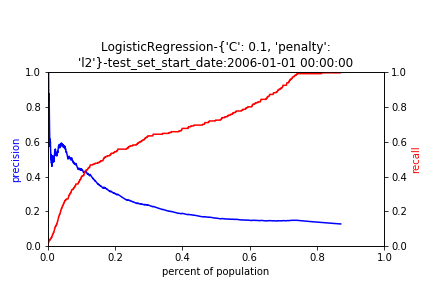 LogisticRegression-{'C': 0.1, 'penalty':
'l2'}-test_set_start_date:2006-01-01 00:00:00
1.0
0.8
0.6
0.4
0.2
0.0
precision
1.0
0.8
0.6
0.4
0.2
0.0
recall
0.0 0.2 0.4 0.6 0.8 1.0
percent of population